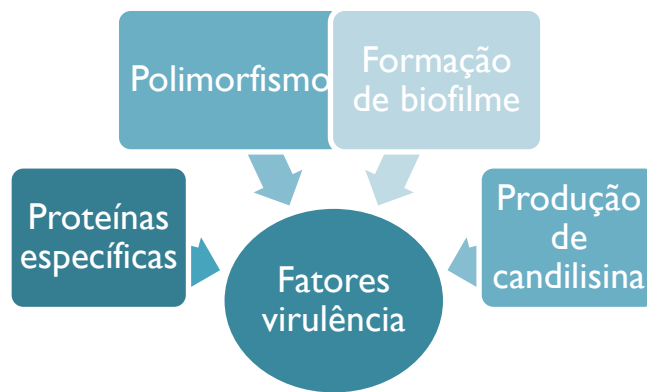 Polimorfismo
Formação
de biofilme
Proteínas
específicas
Produção
de
candilisina
Fatores
virulência